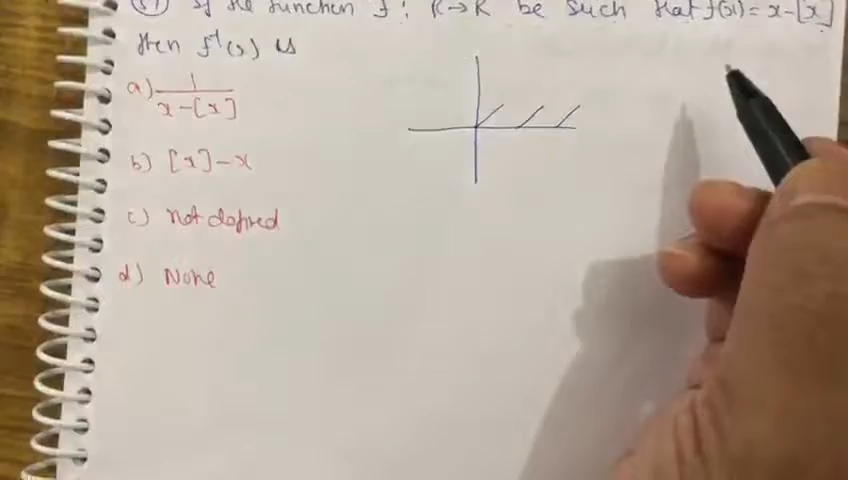 If the function f : R→R be such that f(x) = x-[x]
then f⁻¹(x) is
a) 1/(x-[x])
b) [x]-x
c) not defined
d) None